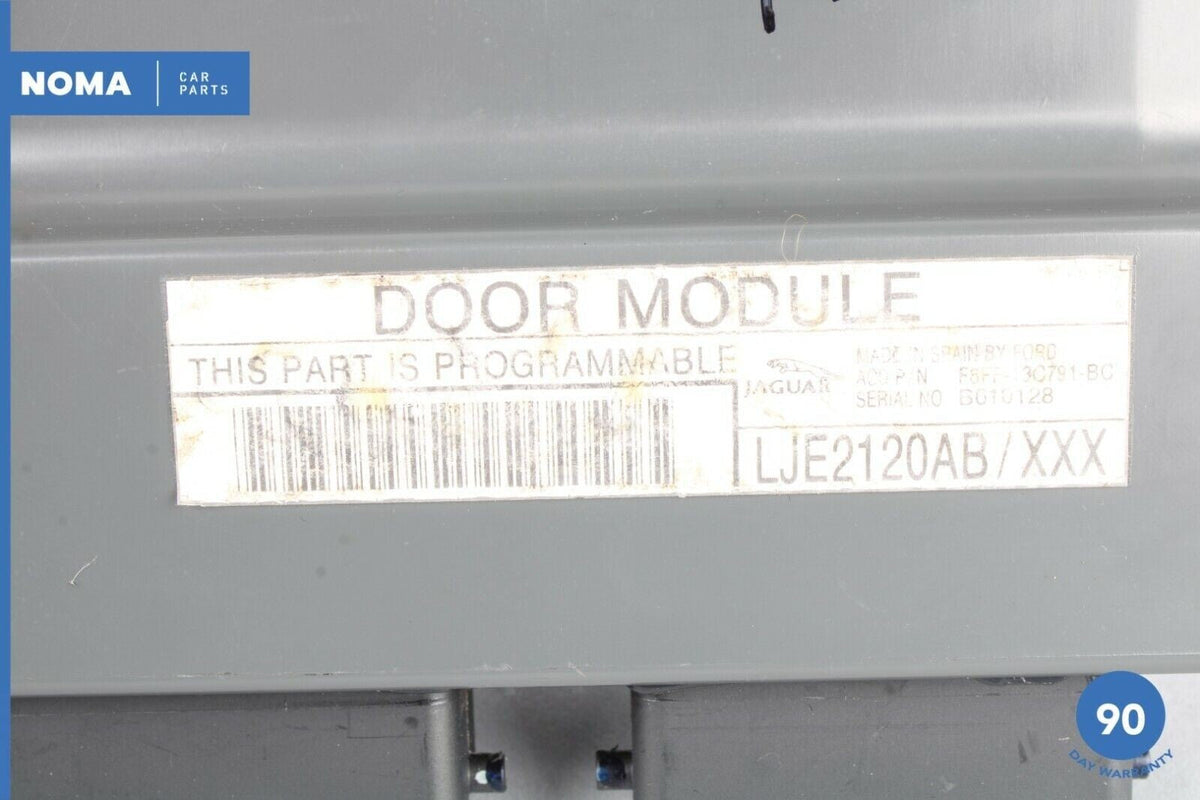 NOMA
CAR
PARTS
DOOR MODULE
THIS PART IS PROGRAMMABLE
JAGUAR
MADE IN SPAIN BY FORD
SERIAL NO B610128
LJE2120AB/XXX
90
DAY WARRANTY